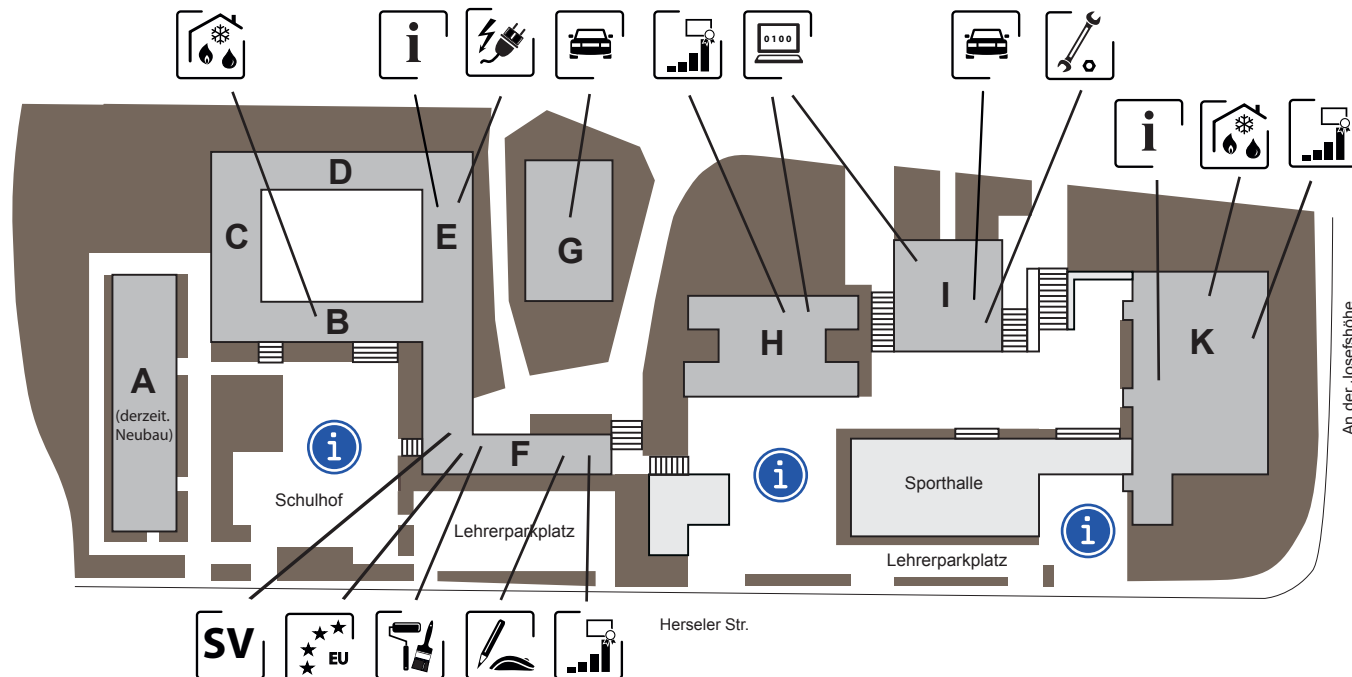 i
0100
i
D
C
E
G
B
I
H
K
A
(derzeit.
Neubau)
An der Josefshöhe
i
F
i
Schulhof
Sporthalle
Lehrerparkplatz
i
Lehrerparkplatz
Herseler Str.
SV
EU